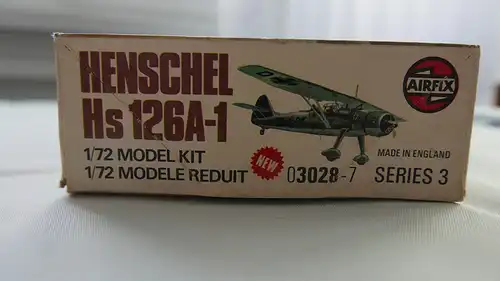 HENSCHEL
Hs 126A-1
1/72 MODEL KIT
1/72 MODELE REDUIT
NEW
03028-7
AIRFIX
MADE IN ENGLAND
SERIES 3